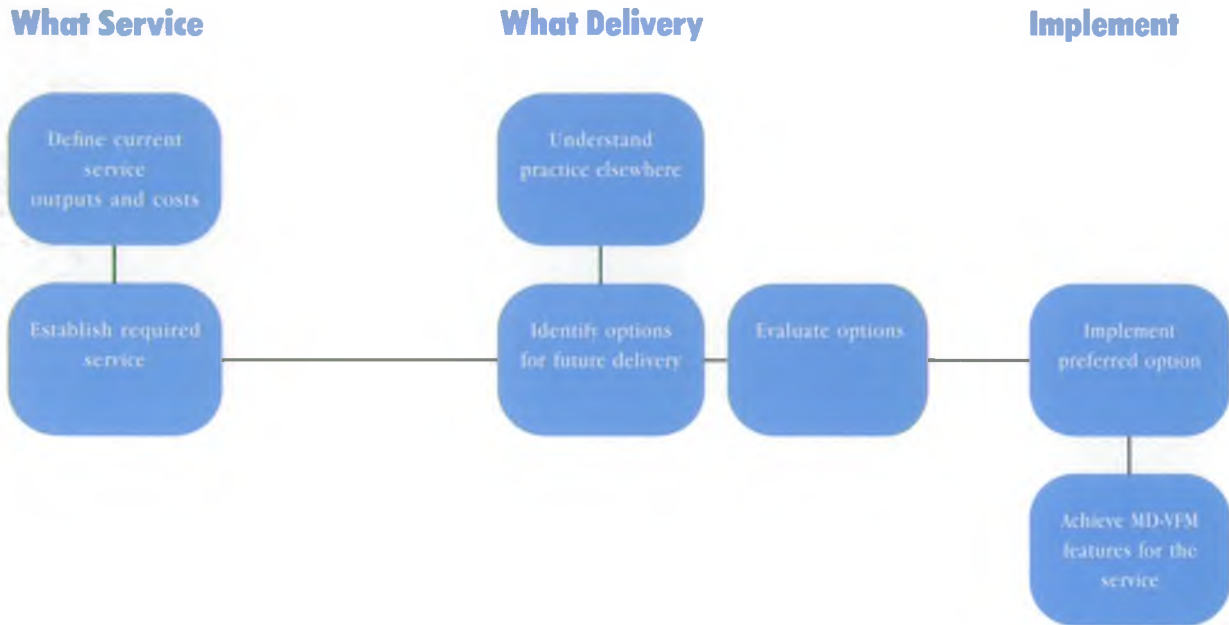 What Service
What Delivery
Implement
Define current
service
outputs and costs
Understand
practice elsewhere
Establish required
service
Identify options
for future delivery
Evaluate options
Implement
preferred option
Achieve MD-VFM
features for the
service